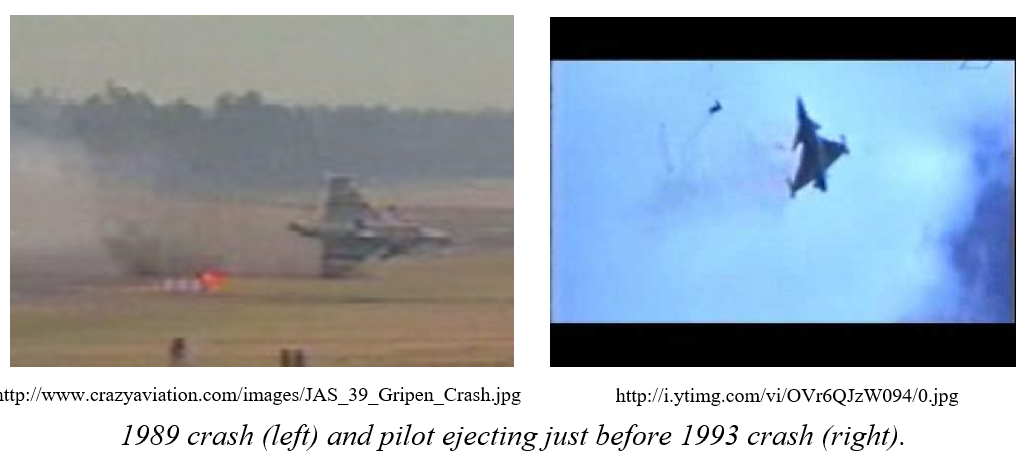 http://www.crazyaviation.com/images/JAS_39_Gripen_Crash.jpg
http://i.ytimg.com/vi/OVr6QJzW094/0.jpg
1989 crash (left) and pilot ejecting just before 1993 crash (right).